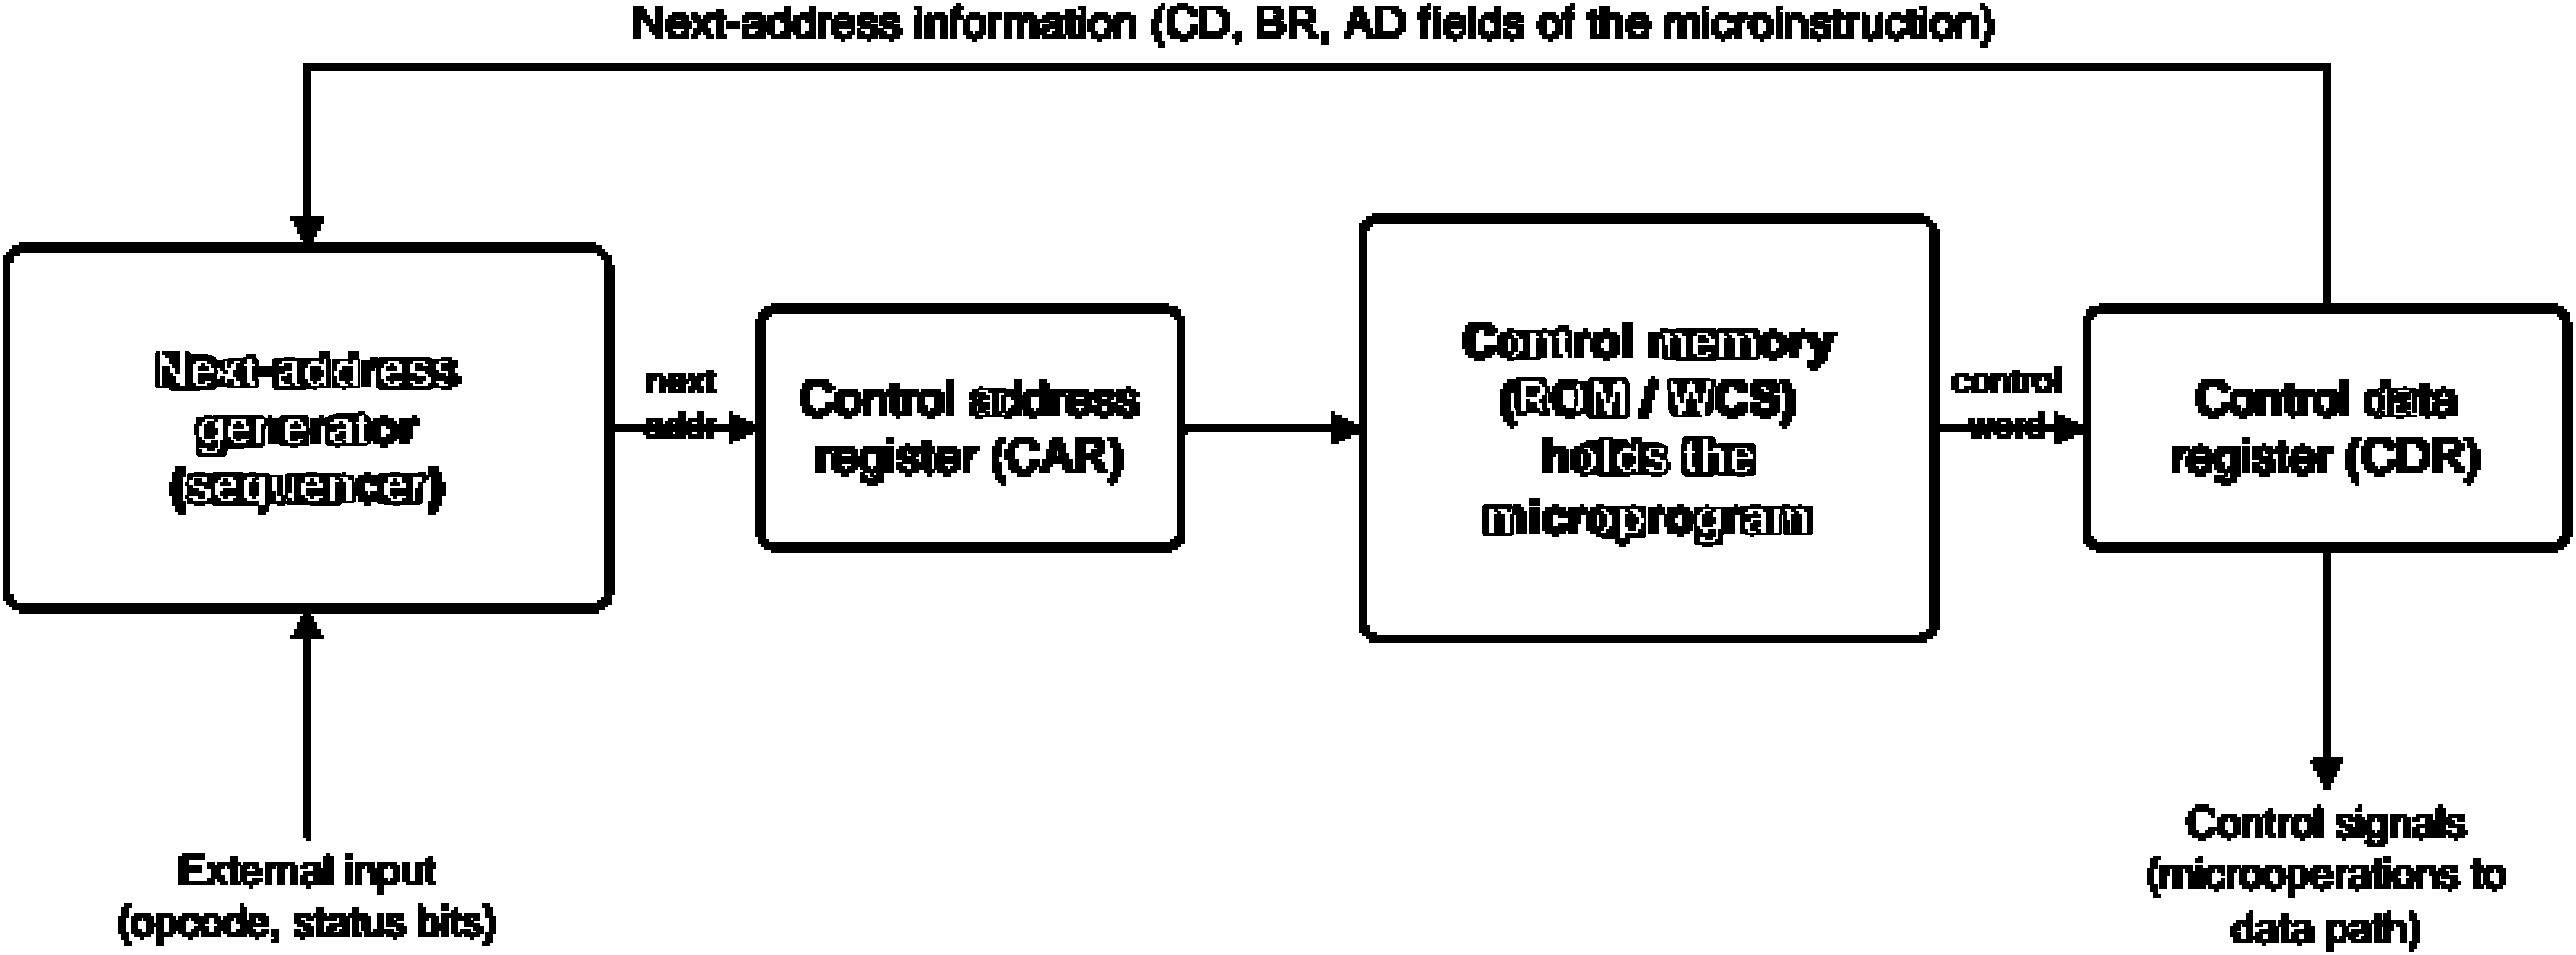 Next-address information (CD, BR, AD fields of the microinstruction)
Next-address
generator
(sequencer)
next
addr
Control address
register (CAR)
Control memory
(ROM / WCS)
holds the
microprogram
control
word
Control data
register (CDR)
External input
(opcode, status bits)
Control signals
(microoperations to
data path)